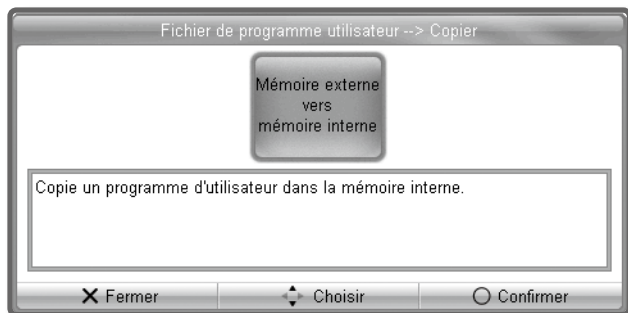 Fichier de programme utilisateur --> Copier
Mémoire externe
vers
mémoire interne
Copie un programme d'utilisateur dans la mémoire interne.
Fermer
Choisir
Confirmer